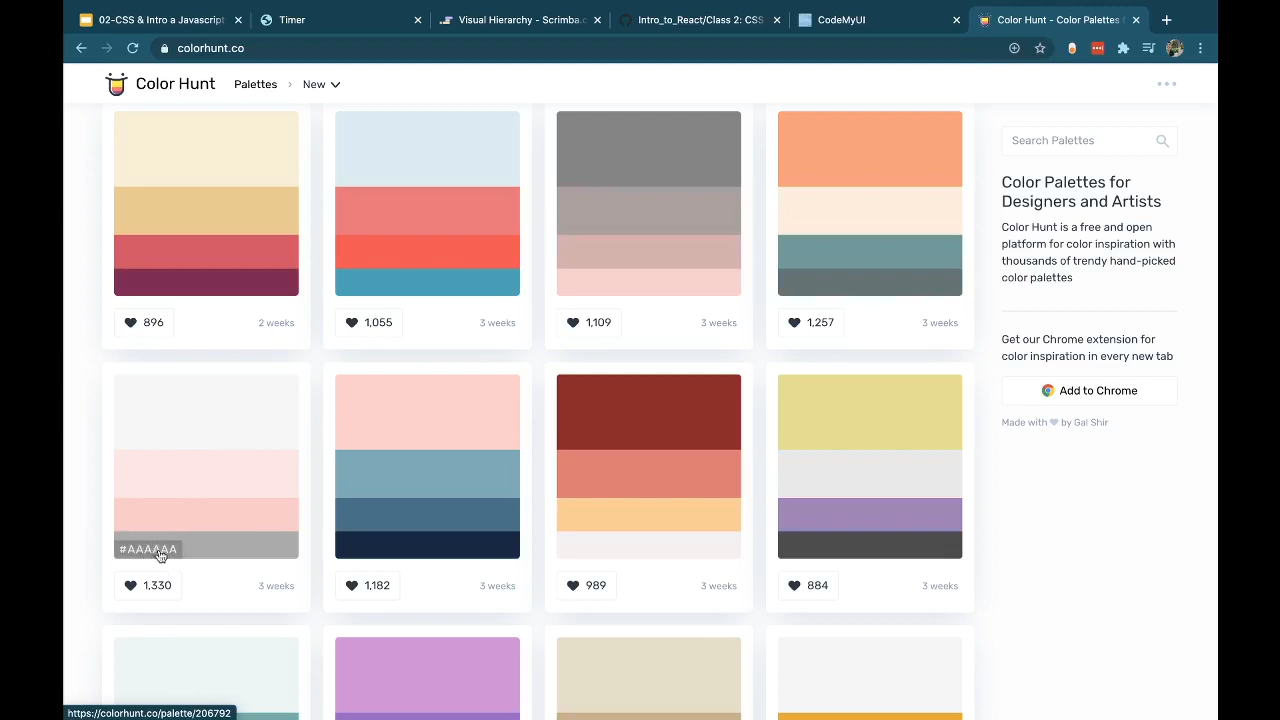 02-CSS & Intro a Javascript
Timer
Visual Hierarchy - Scrimba.c
Intro_to_React/Class 2: CSS
CodeMyUI
Color Hunt - Color Palettes f
colorhunt.co
Color Hunt
Palettes › New
Search Palettes
Color Palettes for
Designers and Artists
Color Hunt is a free and open
platform for color inspiration with
thousands of trendy hand-picked
color palettes
Get our Chrome extension for
color inspiration in every new tab
Add to Chrome
Made with ♥ by Gal Shir
896 2 weeks
1,055 3 weeks
1,109 3 weeks
1,257 3 weeks
#AAAAAA
1,330 3 weeks
1,182 3 weeks
989 3 weeks
884 3 weeks
https://colorhunt.co/palette/206792